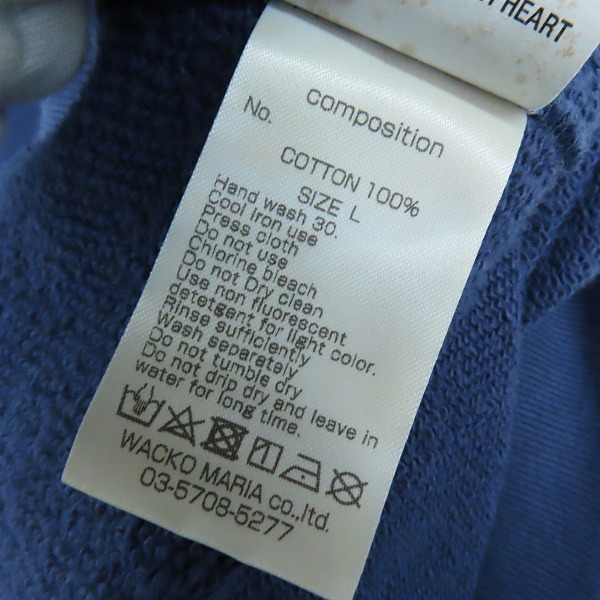 HEART
composition
No.
COTTON 100%
SIZE L
Hand wash 30.
Cool iron use
Press cloth
Do not use
Chlorine bleach
Do not Dry clean
Use non fluorescent
detetgent for light color.
Rinse sufficiently
Wash separately
Do not tumble dry
Do not drip dry and leave in
water for long time.
WACKO MARIA co.,ltd.
03-5708-5277